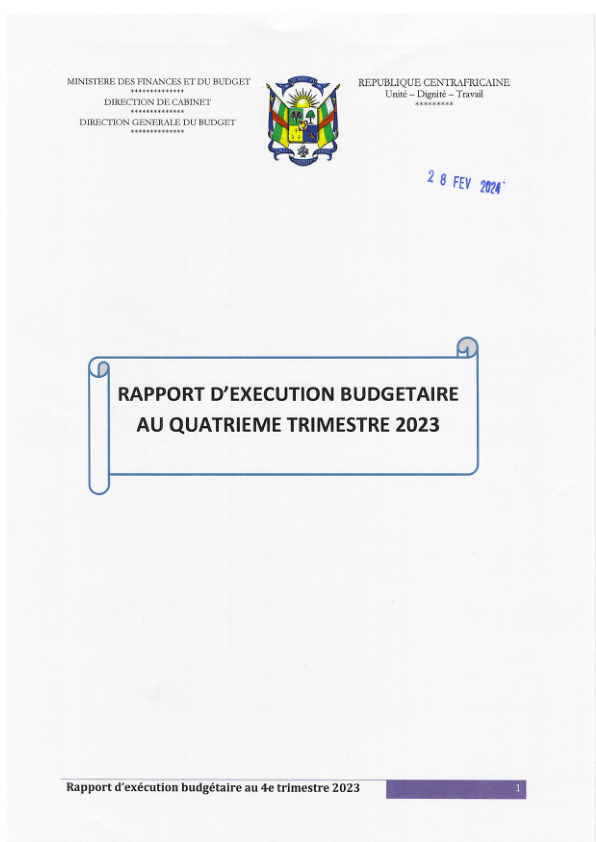 MINISTERE DES FINANCES ET DU BUDGET
**************
DIRECTION DE CABINET
**************
DIRECTION GENERALE DU BUDGET
**************
REPUBLIQUE CENTRAFRICAINE
Unité – Dignité – Travail
*********
28 FEV 2024
RAPPORT D'EXECUTION BUDGETAIRE
AU QUATRIEME TRIMESTRE 2023
Rapport d'exécution budgétaire au 4e trimestre 2023
1